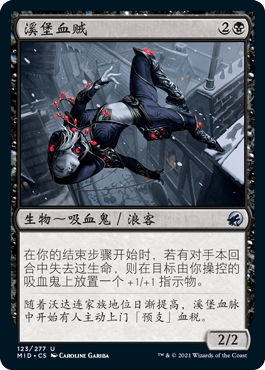 溪堡血贼 2
生物～吸血鬼／浪客
在你的结束步骤开始时，若有对手本回
合中失去过生命，则在目标由你操控的
吸血鬼上放置一个 +1/+1 指示物。
随着沃达连家族地位日渐提高，溪堡血
脉中开始有人主动上门「预支」血税。
2/2
123/277 U
MID • CS CAROLINE GARIBA
™ & © 2021 Wizards of the Coast